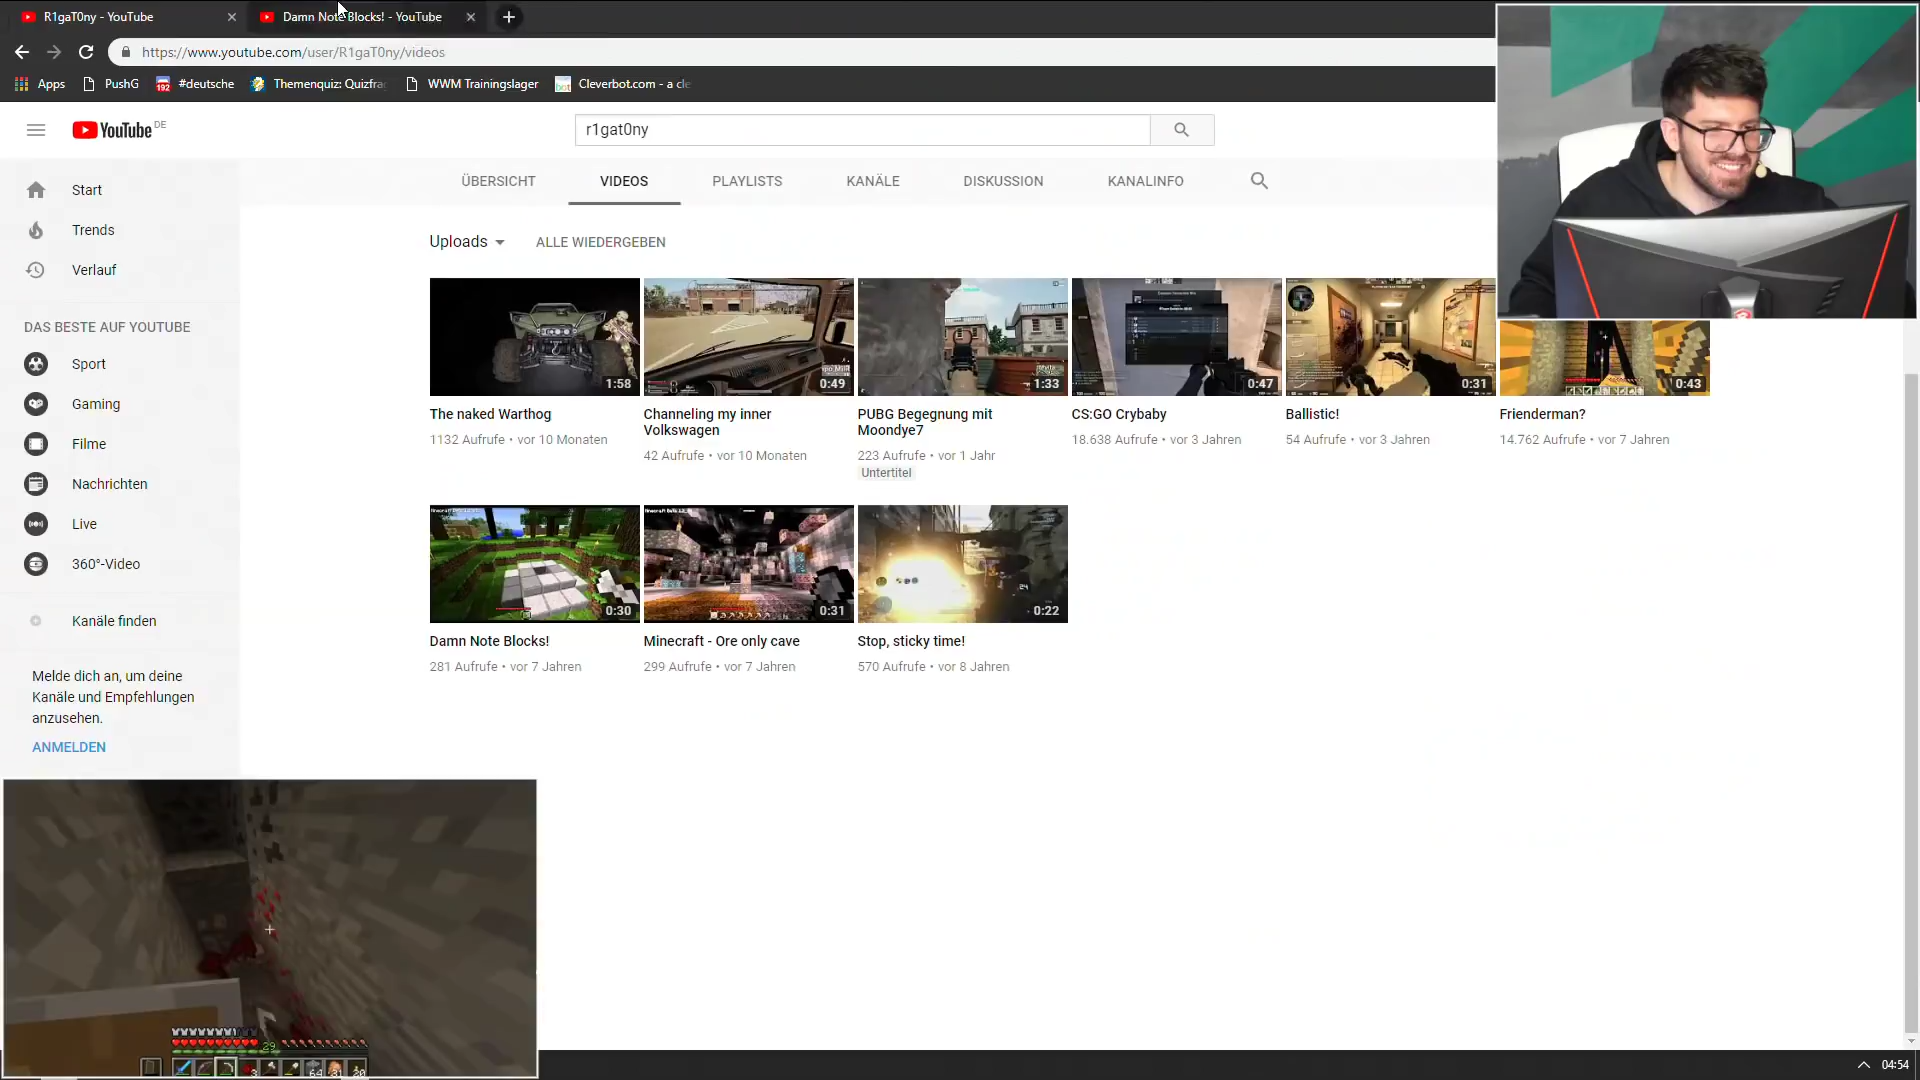 R1gaT0ny - YouTube
Damn Note Blocks! - YouTube
https://www.youtube.com/user/R1gaT0ny/videos
Apps
PushG
192
#deutsche
Themenquiz: Quizfra
WWM Trainingslager
Cleverbot.com - a cle
YouTube DE
r1gat0ny
ÜBERSICHT
VIDEOS
PLAYLISTS
KANÄLE
DISKUSSION
KANALINFO
Start
Trends
Verlauf
DAS BESTE AUF YOUTUBE
Sport
Gaming
Filme
Nachrichten
Live
360°-Video
Kanäle finden
Melde dich an, um deine
Kanäle und Empfehlungen
anzusehen.
ANMELDEN
Uploads
ALLE WIEDERGEBEN
1:58
The naked Warthog
1132 Aufrufe • vor 10 Monaten
0:49
Channeling my inner
Volkswagen
42 Aufrufe • vor 10 Monaten
1:33
PUBG Begegnung mit
Moondye7
223 Aufrufe • vor 1 Jahr
Untertitel
0:47
CS:GO Crybaby
18.638 Aufrufe • vor 3 Jahren
0:31
Ballistic!
54 Aufrufe • vor 3 Jahren
0:43
Frienderman?
14.762 Aufrufe • vor 7 Jahren
0:30
Damn Note Blocks!
281 Aufrufe • vor 7 Jahren
0:31
Minecraft - Ore only cave
299 Aufrufe • vor 7 Jahren
0:22
Stop, sticky time!
570 Aufrufe • vor 8 Jahren
29
3
64
31
20
04:54